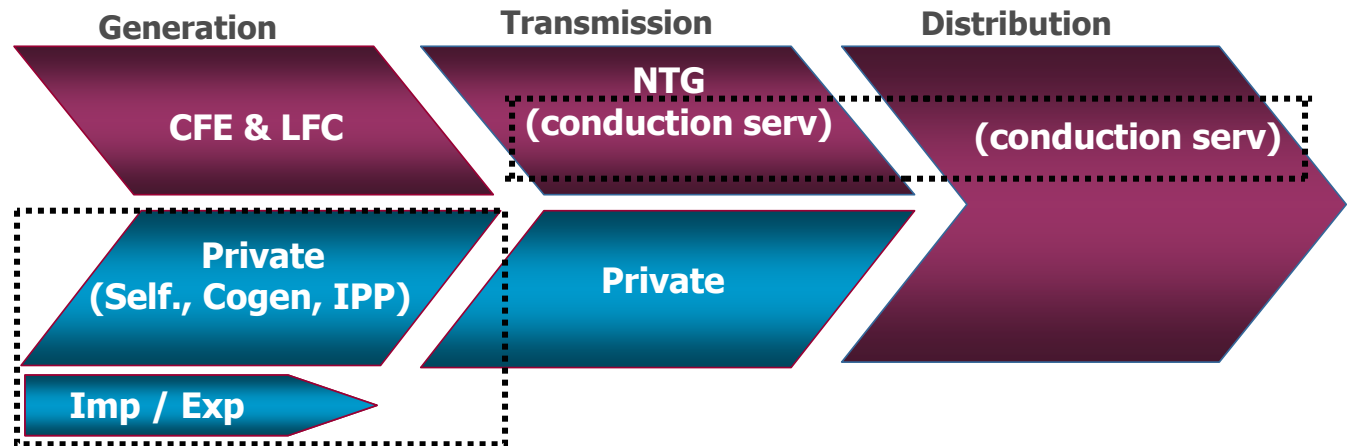 Generation
Transmission
Distribution
CFE & LFC
NTG
(conduction serv)
(conduction serv)
Private
(Self., Cogen, IPP)
Private
Imp / Exp